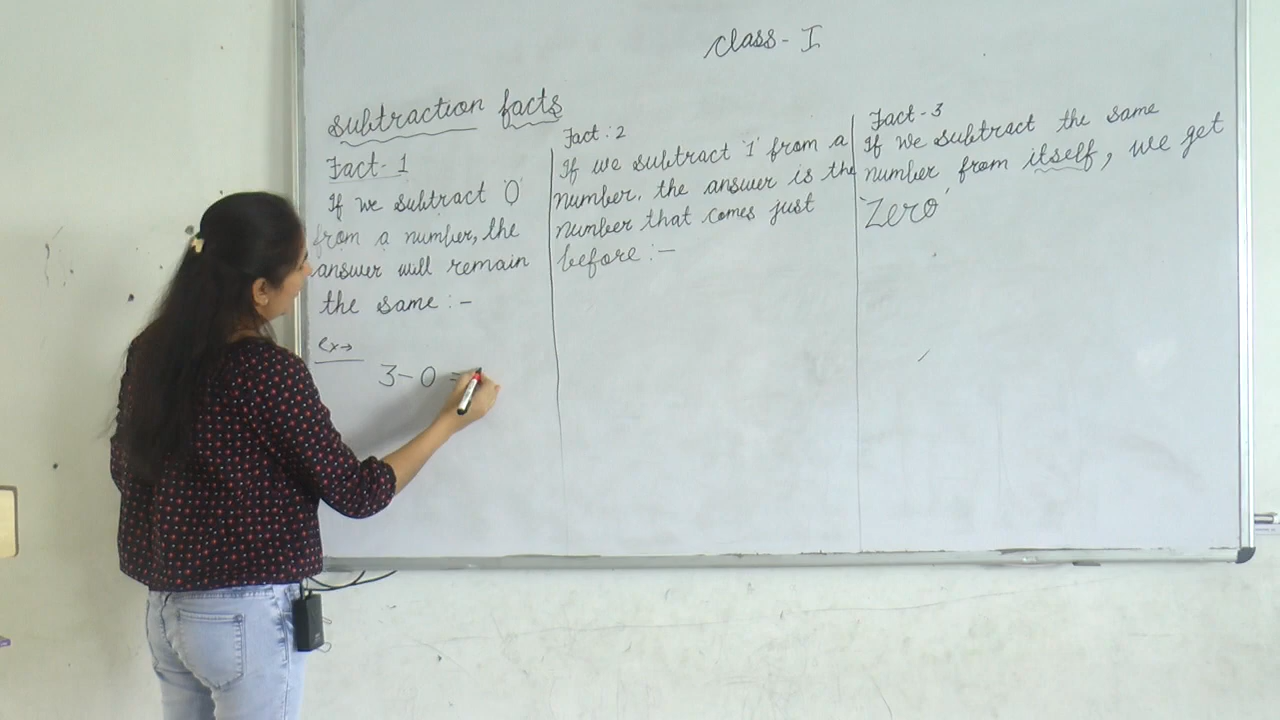 Class - I
Subtraction facts
Fact - 1
If we subtract '0'
from a number, the
answer will remain
the same : -
ex →
3 - 0 =
Fact : 2
If we subtract '1' from a
number, the answer is the
number that comes just
before : -
Fact - 3
If we subtract the same
number from itself, we get
'Zero'